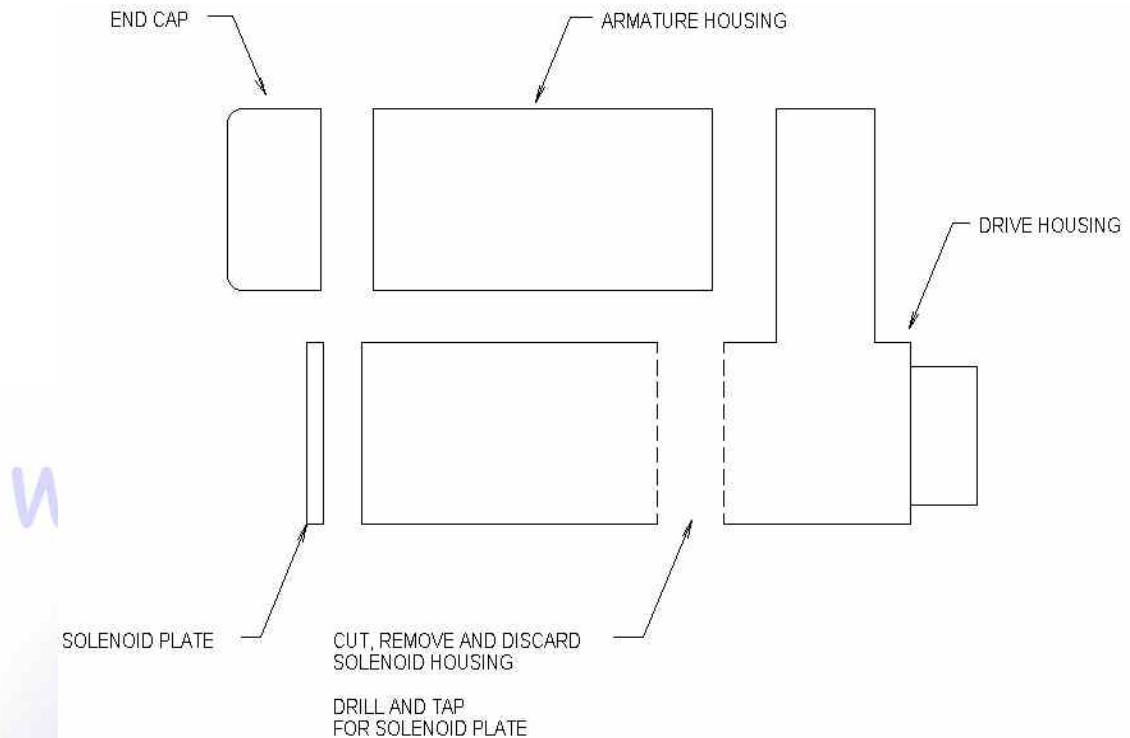 END CAP
ARMATURE HOUSING
DRIVE HOUSING
SOLENOID PLATE
CUT, REMOVE AND DISCARD
SOLENOID HOUSING
DRILL AND TAP
FOR SOLENOID PLATE